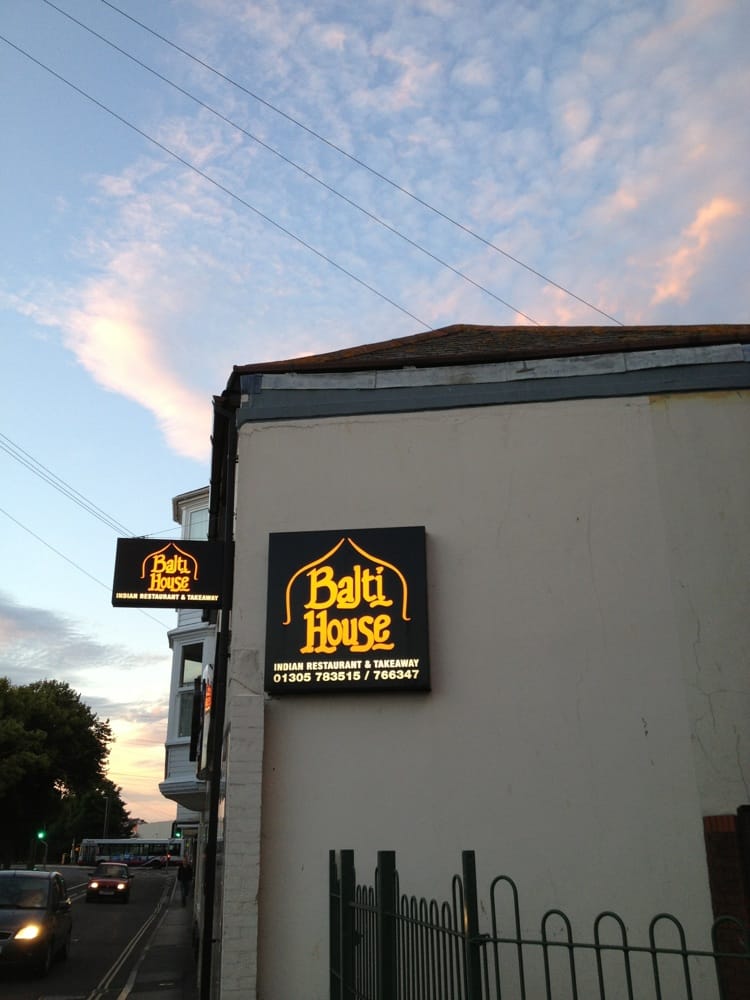 Balti
House
INDIAN RESTAURANT & TAKEAWAY
Balti
House
INDIAN RESTAURANT & TAKEAWAY
01305 783515 / 766347